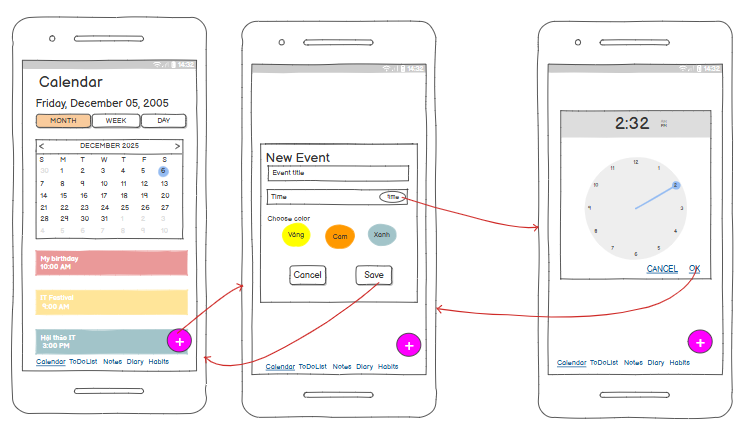 14:32
Calendar
Friday, December 05, 2005
MONTH WEEK DAY
< DECEMBER 2025 >
S M T W T F S
30 1 2 3 4 5 6
7 8 9 10 11 12 13
14 15 16 17 18 19 20
21 22 23 24 25 26 27
28 29 30 31 1 2 3
4 5 6 7 8 9 10
My birthday
10:00 AM
IT Festival
9:00 AM
Hội thảo IT
3:00 PM
+
Calendar ToDoList Notes Diary Habits
14:32
New Event
Event title
Time time
Choose color
Vàng Cam Xanh
Cancel Save
+
Calendar ToDoList Notes Diary Habits
14:32
2:32 AM
PM
12
11 1
10 2
9 3
8 4
7 5
6
CANCEL OK
+
Calendar ToDoList Notes Diary Habits